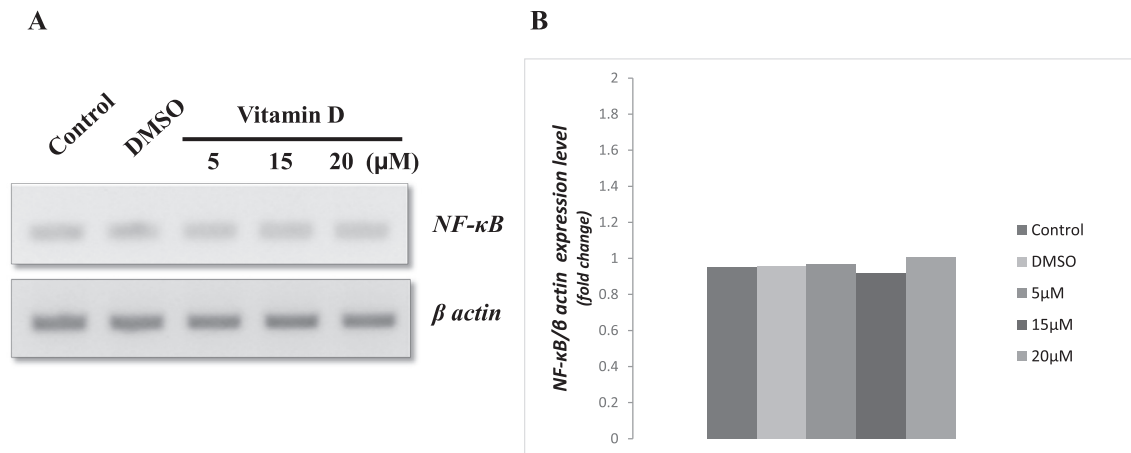 A
Control
DMSO
Vitamin D
5 15 20 (µM)
NF-κB
β actin
B
NF-κB/β actin expression level
(fold change)
2
1.8
1.6
1.4
1.2
1
0.8
0.6
0.4
0.2
0
Control
DMSO
5µM
15µM
20µM